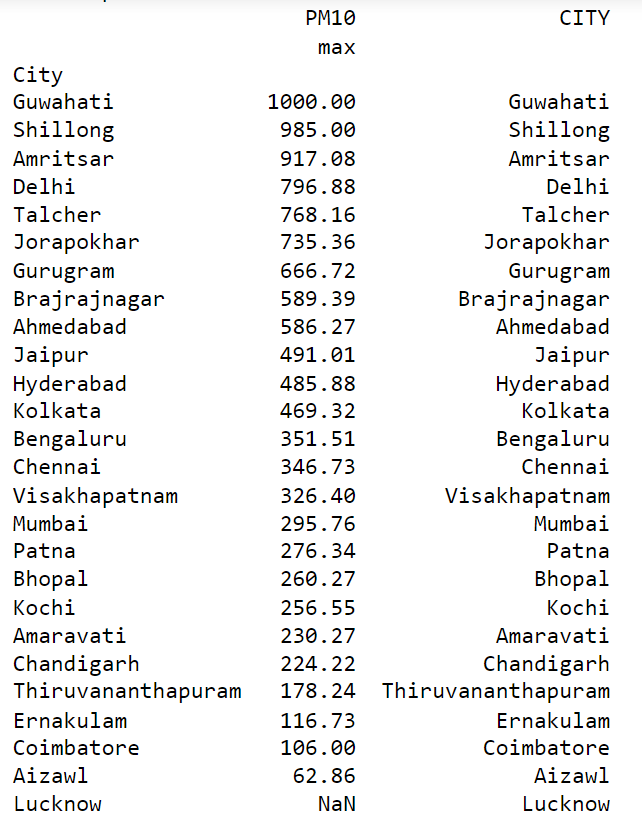 PM10 CITY
max
City
Guwahati 1000.00 Guwahati
Shillong 985.00 Shillong
Amritsar 917.08 Amritsar
Delhi 796.88 Delhi
Talcher 768.16 Talcher
Jorapokhar 735.36 Jorapokhar
Gurugram 666.72 Gurugram
Brajrajnagar 589.39 Brajrajnagar
Ahmedabad 586.27 Ahmedabad
Jaipur 491.01 Jaipur
Hyderabad 485.88 Hyderabad
Kolkata 469.32 Kolkata
Bengaluru 351.51 Bengaluru
Chennai 346.73 Chennai
Visakhapatnam 326.40 Visakhapatnam
Mumbai 295.76 Mumbai
Patna 276.34 Patna
Bhopal 260.27 Bhopal
Kochi 256.55 Kochi
Amaravati 230.27 Amaravati
Chandigarh 224.22 Chandigarh
Thiruvananthapuram 178.24 Thiruvananthapuram
Ernakulam 116.73 Ernakulam
Coimbatore 106.00 Coimbatore
Aizawl 62.86 Aizawl
Lucknow NaN Lucknow